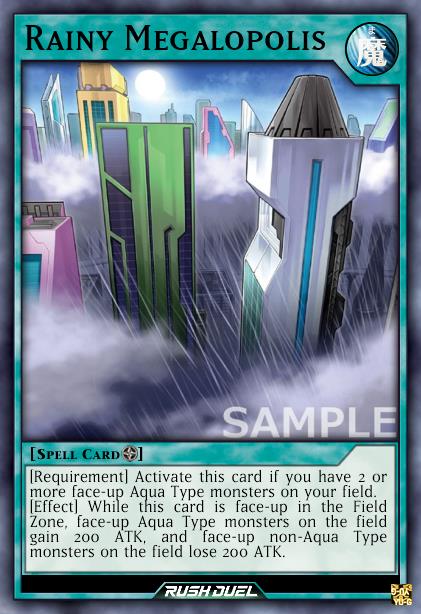 Rainy Megalopolis
ま
魔
SAMPLE
[Spell Card]
[Requirement] Activate this card if you have 2 or
more face-up Aqua Type monsters on your field.
[Effect] While this card is face-up in the Field
Zone, face-up Aqua Type monsters on the field
gain 200 ATK, and face-up non-Aqua Type
monsters on the field lose 200 ATK.
RUSH DUEL